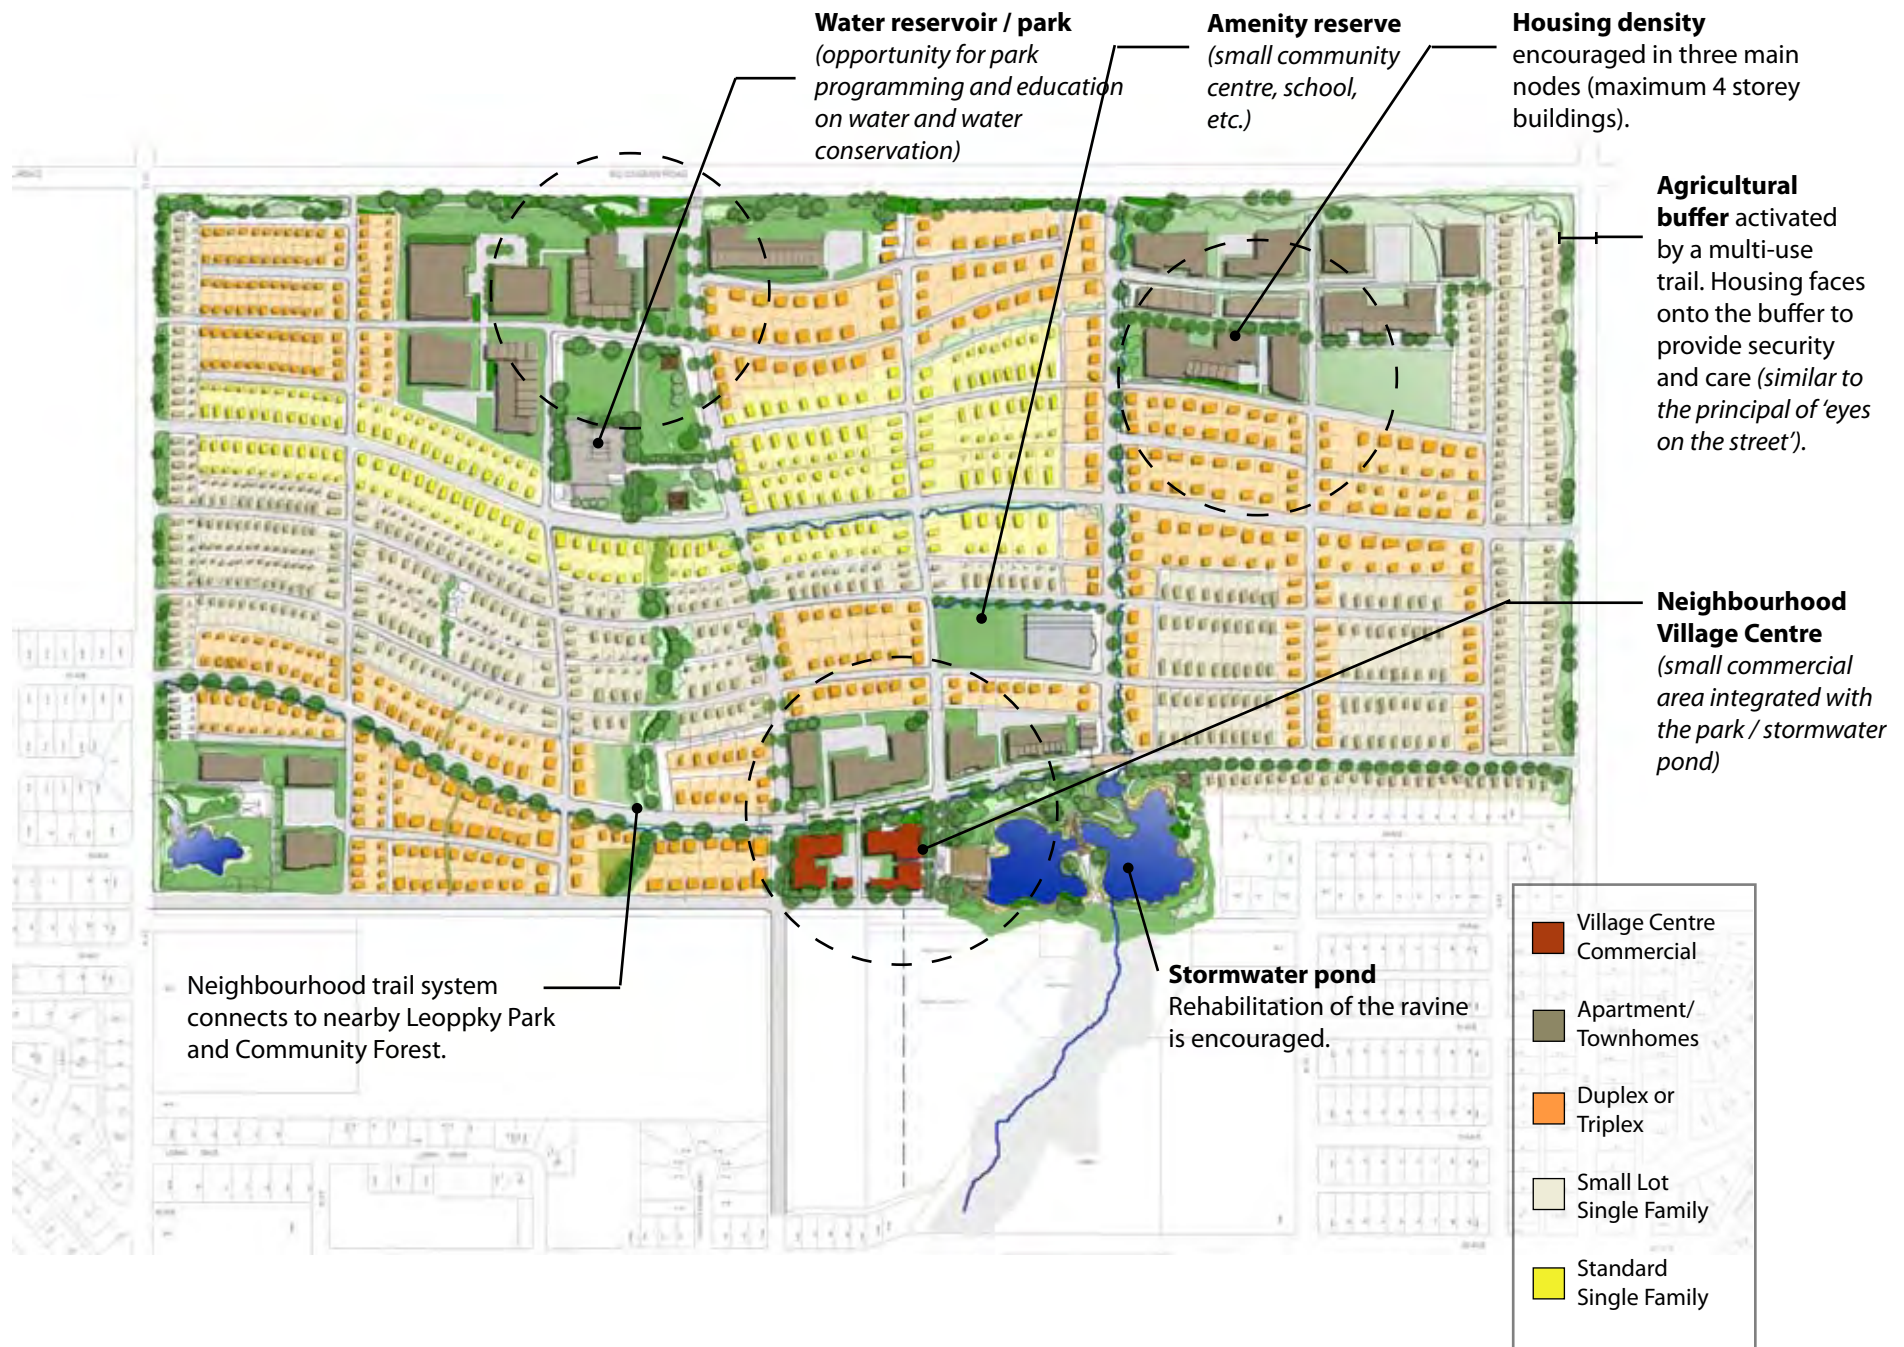 Water reservoir / park
(opportunity for park
programming and education
on water and water
conservation)
Amenity reserve
(small community
centre, school,
etc.)
Housing density
encouraged in three main
nodes (maximum 4 storey
buildings).
Agricultural
buffer activated
by a multi-use
trail. Housing faces
onto the buffer to
provide security
and care (similar to
the principal of ‘eyes
on the street’).
Neighbourhood
Village Centre
(small commercial
area integrated with
the park / stormwater
pond)
Neighbourhood trail system
connects to nearby Leoppky Park
and Community Forest.
Stormwater pond
Rehabilitation of the ravine
is encouraged.
Village Centre
Commercial
Apartment/
Townhomes
Duplex or
Triplex
Small Lot
Single Family
Standard
Single Family